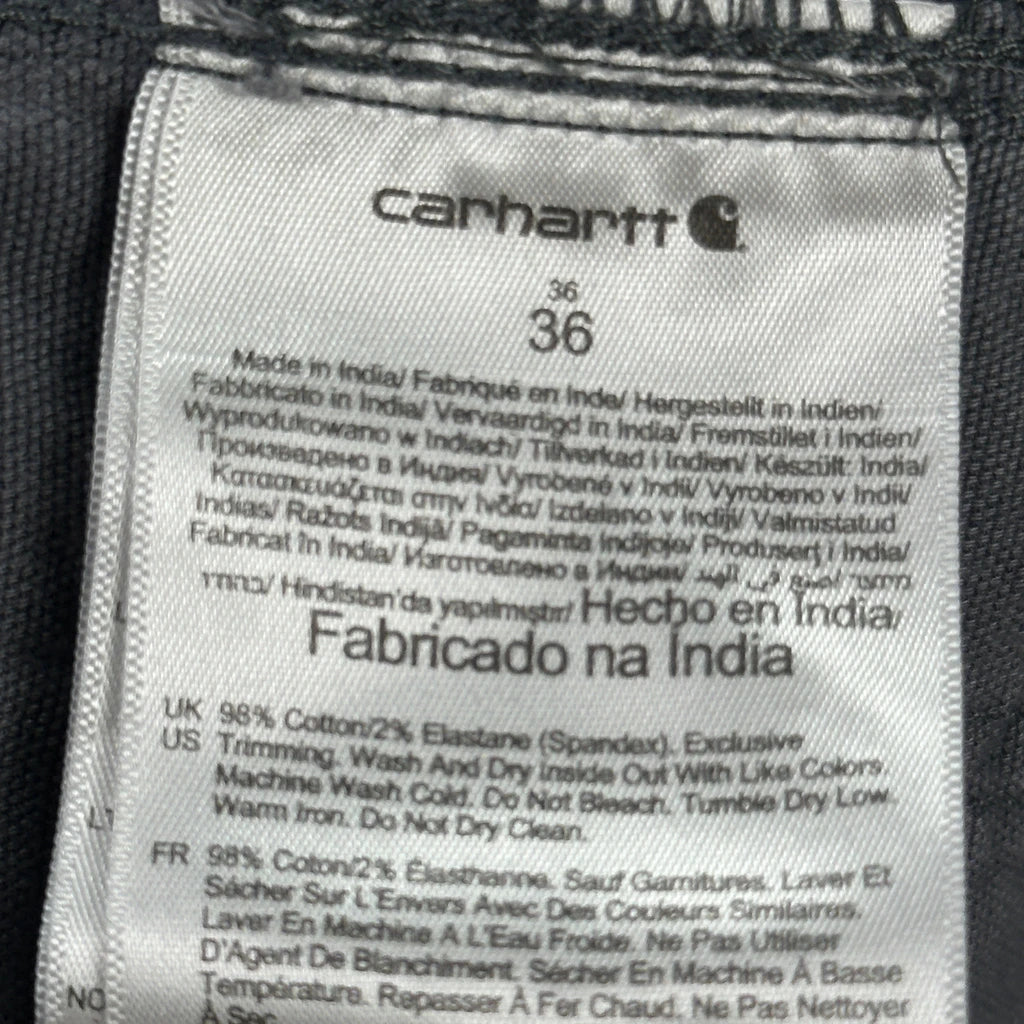 carhartt
36
36
Made in India/ Fabriqué en Inde/ Hergestellt in Indien/
Fabbricato in India/ Vervaardigd in India/ Fremstillet i Indien/
Wyprodukowano w Indiach/ Tillverkad i Indien/ Készült: India/
Произведено в Индия/ Vyrobené v Indii/ Vyrobeno v Indii/
Κατασκευάζεται στην Ινδία/ Izdelano v Indiji/ Valmistatud
Indias/ Ražots Indijā/ Pagaminta Indijoje/ Produsert i India/
Fabricat în India/ Изготовлено в Индии/ صنع في الهند/
Hindistan'da yapılmıştır/ Hecho en India/
Fabricado na Índia
UK 98% Cotton/2% Elastane (Spandex). Exclusive
US Trimming. Wash And Dry Inside Out With Like Colors.
Machine Wash Cold. Do Not Bleach. Tumble Dry Low.
Warm Iron. Do Not Dry Clean.
FR 98% Coton/2% Élasthanne. Sauf Garnitures. Laver Et
Sécher Sur L'Envers Avec Des Couleurs Similaires.
Laver En Machine A L'Eau Froide. Ne Pas Utiliser
D'Agent De Blanchiment. Sécher En Machine À Basse
Température. Repasser À Fer Chaud. Ne Pas Nettoyer
À Sec.
NO